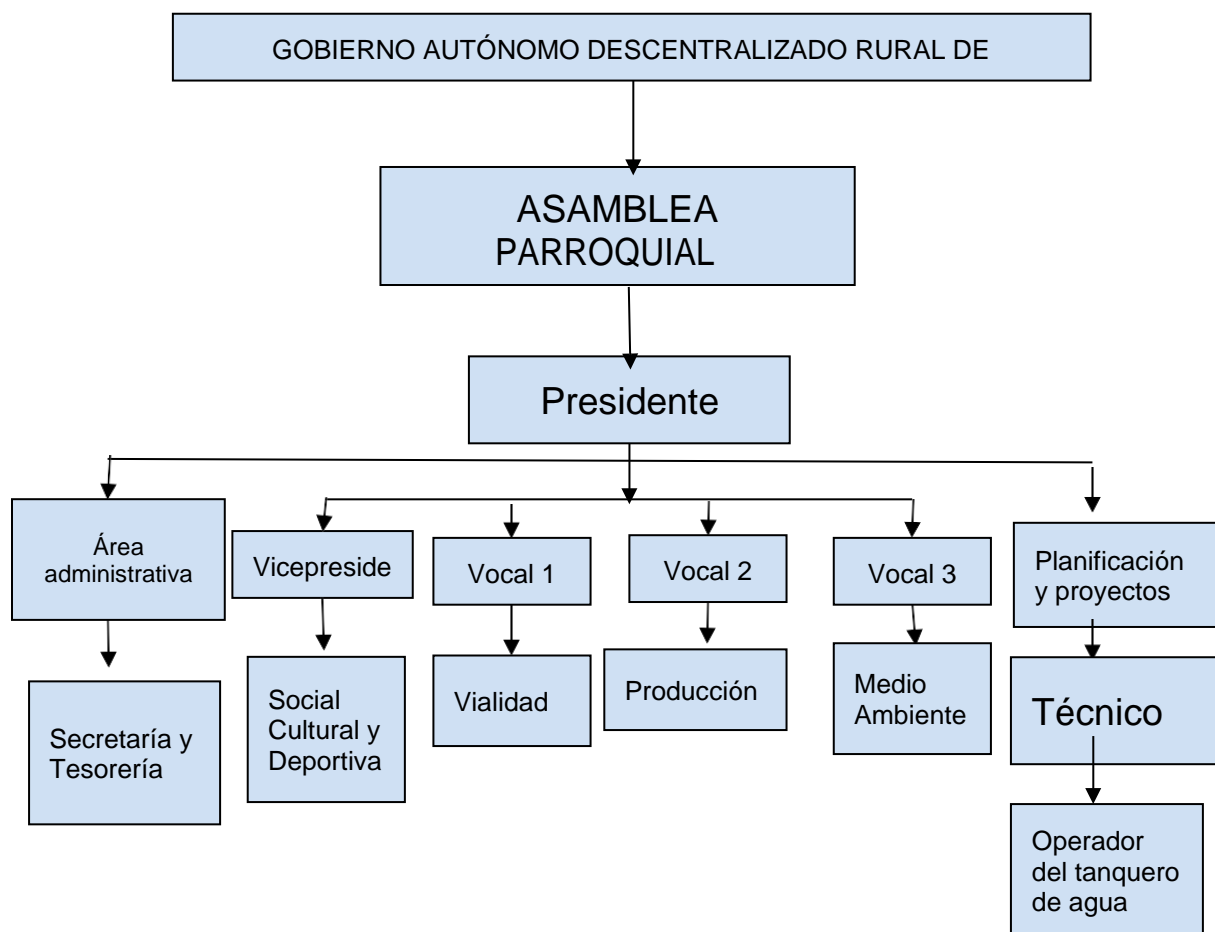 GOBIERNO AUTÓNOMO DESCENTRALIZADO RURAL DE
ASAMBLEA
PARROQUIAL
Presidente
Área
administrativa
Vicepreside
Vocal 1
Vocal 2
Vocal 3
Planificación
y proyectos
Secretaría y
Tesorería
Social
Cultural y
Deportiva
Vialidad
Producción
Medio
Ambiente
Técnico
Operador
del tanquero
de agua